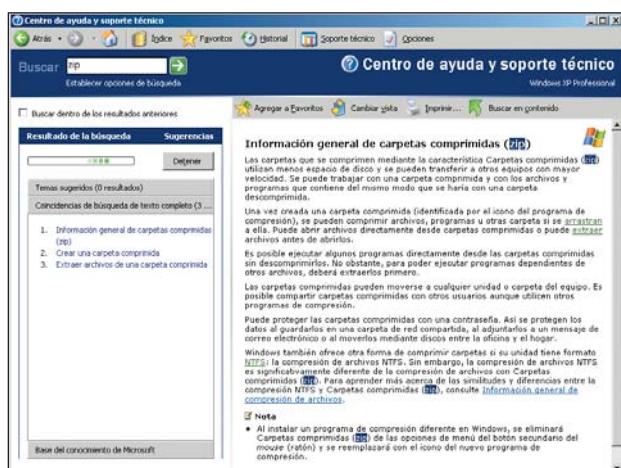 Centro de ayuda y soporte técnico
Atrás Índice Favoritos Historial Soporte técnico Opciones
Buscar zip
Establecer opciones de búsqueda
Centro de ayuda y soporte técnico
Windows XP Professional
Buscar dentro de los resultados anteriores
Agregar a Favoritos Cambiar vista Imprimir... Buscar en contenido
Resultado de la búsqueda Sugerencias
Detener
Temas sugeridos (0 resultados)
Coincidencias de búsqueda de texto completo (3 ...
1. Información general de carpetas comprimidas
(zip)
2. Crear una carpeta comprimida
3. Extraer archivos de una carpeta comprimida
Base del conocimiento de Microsoft
Información general de carpetas comprimidas (zip)
Las carpetas que se comprimen mediante la característica Carpetas comprimidas (zip)
utilizan menos espacio de disco y se pueden transferir a otros equipos con mayor
velocidad. Se puede trabajar con una carpeta comprimida y con los archivos y
programas que contiene del mismo modo que se haría con una carpeta
descomprimida.
Una vez creada una carpeta comprimida (identificada por el icono del programa de
compresión), se pueden comprimir archivos, programas u otras carpeta si se arrastran
a ella. Puede abrir archivos directamente desde carpetas comprimidas o puede extraer
archivos antes de abrirlos.
Es posible ejecutar algunos programas directamente desde las carpetas comprimidas
sin descomprimirlos. No obstante, para poder ejecutar programas dependientes de
otros archivos, deberá extraerlos primero.
Las carpetas comprimidas pueden moverse a cualquier unidad o carpeta del equipo. Es
posible compartir carpetas comprimidas con otros usuarios aunque utilicen otros
programas de compresión.
Puede proteger las carpetas comprimidas con una contraseña. Así se protegen los
datos al guardarlos en una carpeta de red compartida, al adjuntarlos a un mensaje de
correo electrónico o al moverlos mediante discos entre la oficina y el hogar.
Windows también ofrece otra forma de comprimir carpetas si su unidad tiene formato
NTFS: la compresión de archivos NTFS. Sin embargo, la compresión de archivos NTFS
es significativamente diferente de la compresión de archivos con Carpetas
comprimidas (zip). Para aprender más acerca de las similitudes y diferencias entre la
compresión NTFS y Carpetas comprimidas (zip), consulte Información general de
compresión de archivos.
Nota
• Al instalar un programa de compresión diferente en Windows, se eliminará
Carpetas comprimidas (zip) de las opciones de menú del botón secundario del
mouse (ratón) y se reemplazará con el icono del nuevo programa de
compresión.